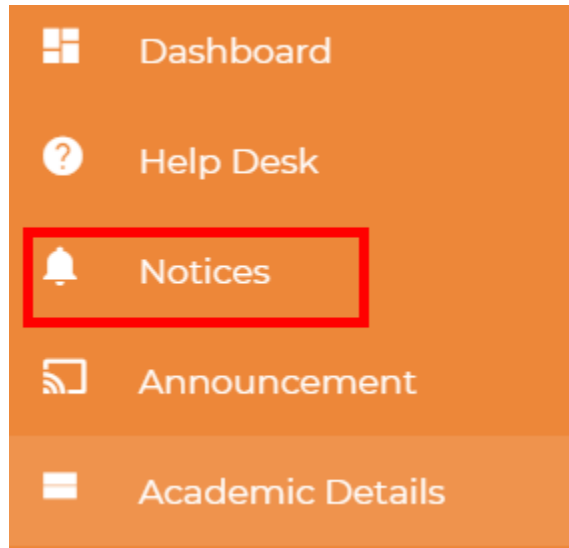 Dashboard
Help Desk
Notices
Announcement
Academic Details